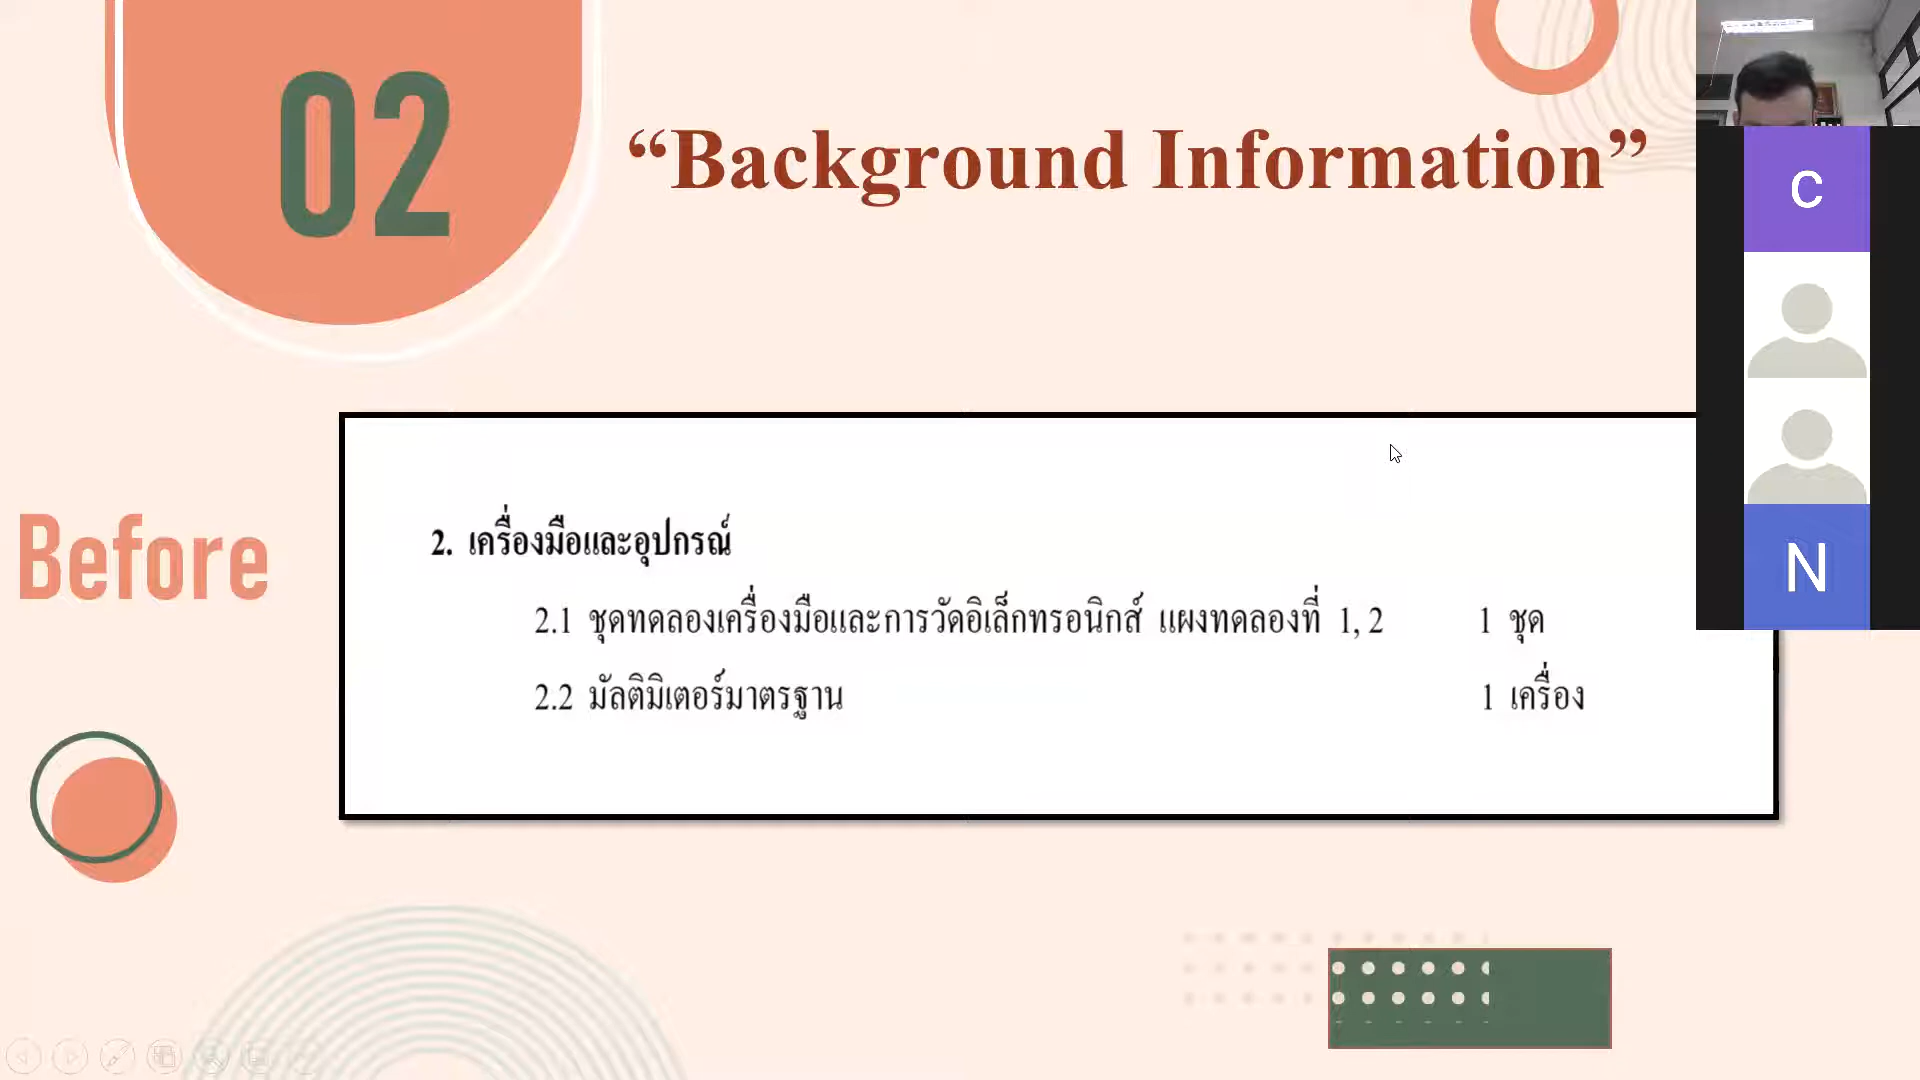 02
“Background Information”
C
Before
2. เครื่องมือและอุปกรณ์
2.1 ชุดทดลองเครื่องมือและการวัดอิเล็กทรอนิกส์ แผงทดลองที่ 1, 2 1 ชุด
2.2 มัลติมิเตอร์มาตรฐาน 1 เครื่อง
N